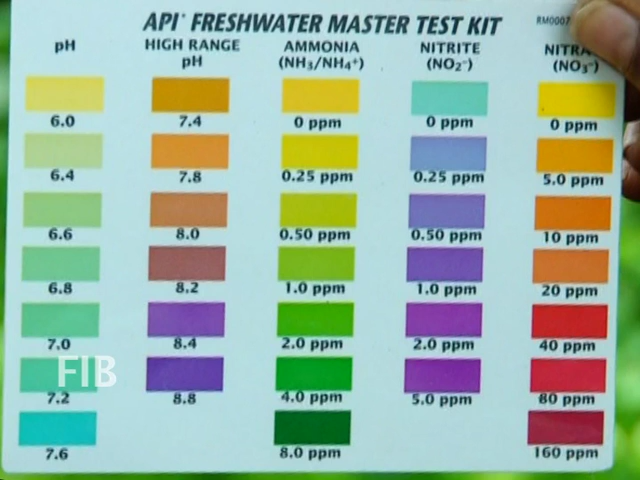 API® FRESHWATER MASTER TEST KIT
RM0007
pH HIGH RANGE pH AMMONIA (NH₃/NH₄⁺) NITRITE (NO₂⁻) (NO₃⁻)
6.0 7.4 0 ppm 0 ppm 0 ppm
6.4 7.8 0.25 ppm 0.25 ppm 5.0 ppm
6.6 8.0 0.50 ppm 0.50 ppm 10 ppm
6.8 8.2 1.0 ppm 1.0 ppm 20 ppm
7.0 8.4 2.0 ppm 2.0 ppm 40 ppm
FIB
7.2 8.8 4.0 ppm 5.0 ppm 80 ppm
7.6 8.0 ppm 160 ppm